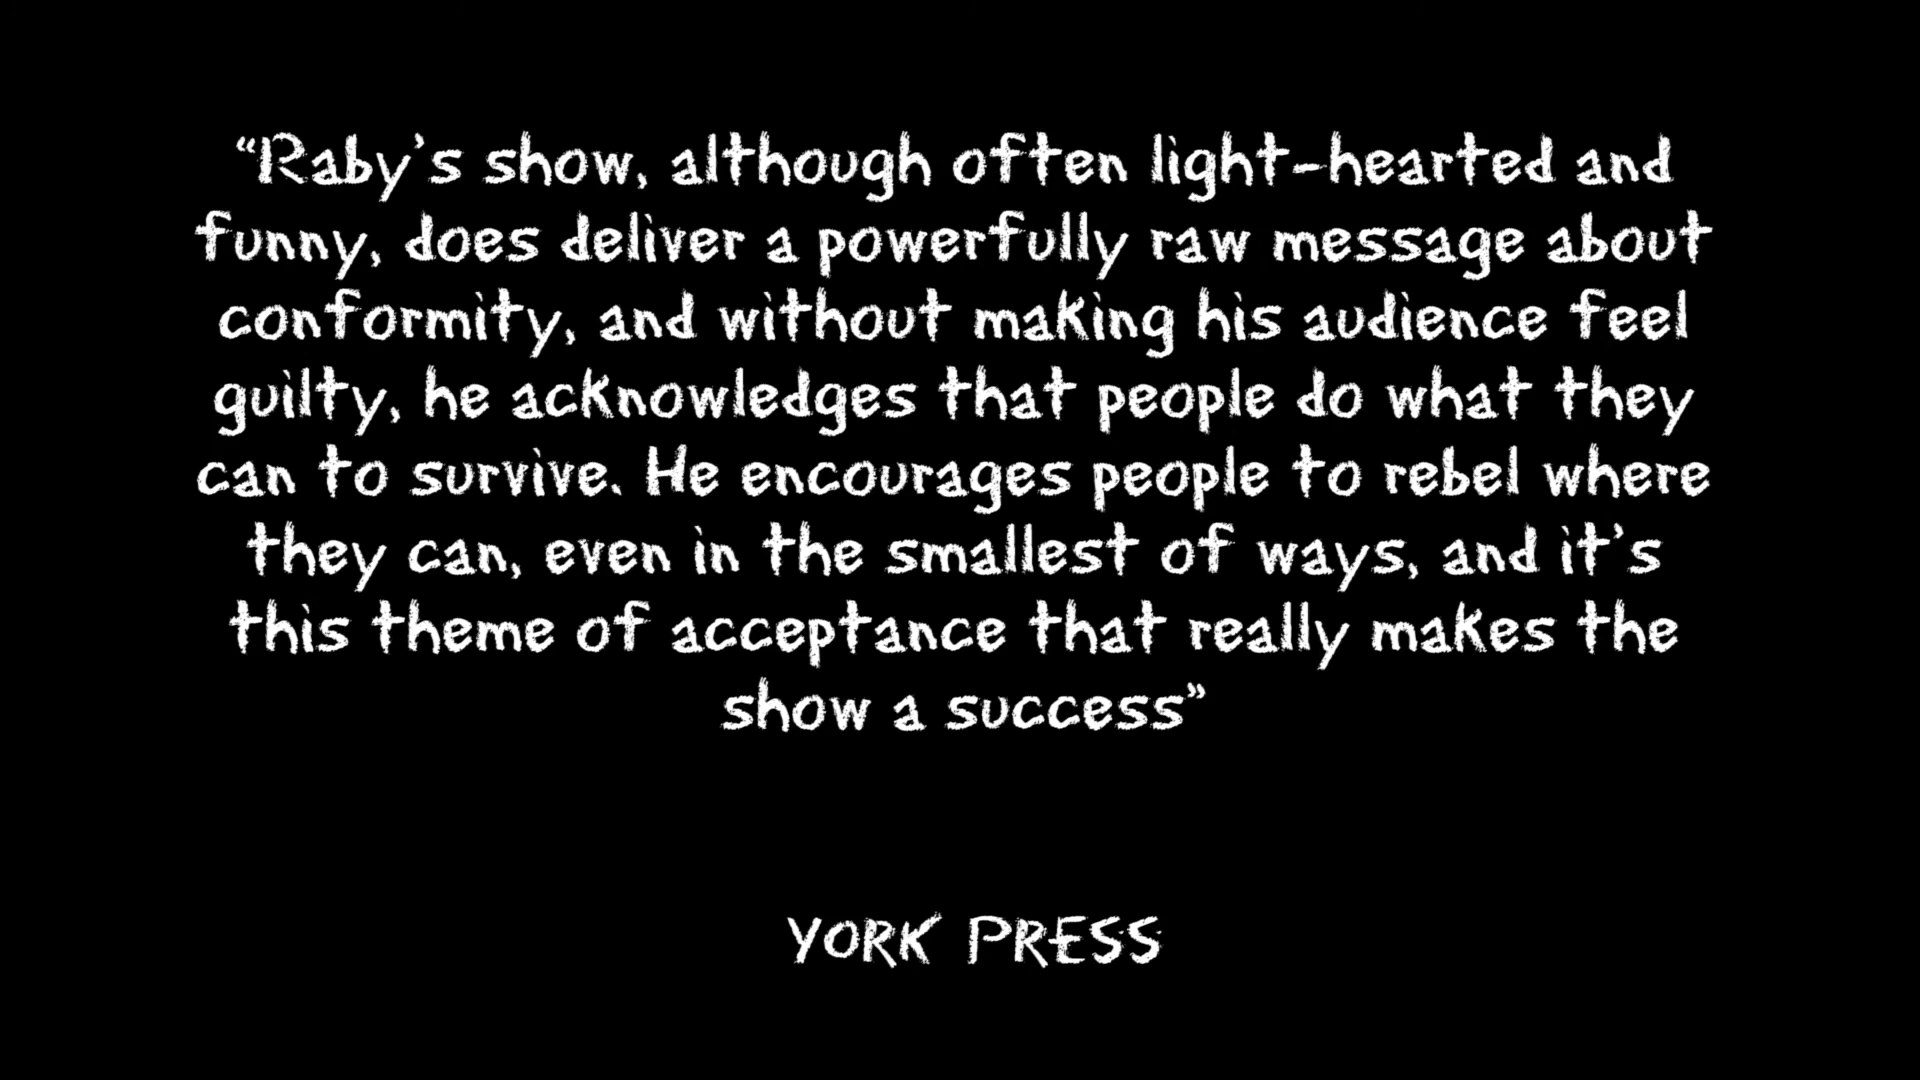 “Raby’s show, although often light-hearted and
funny, does deliver a powerfully raw message about
conformity, and without making his audience feel
guilty, he acknowledges that people do what they
can to survive. He encourages people to rebel where
they can, even in the smallest of ways, and it’s
this theme of acceptance that really makes the
show a success”
YORK PRESS